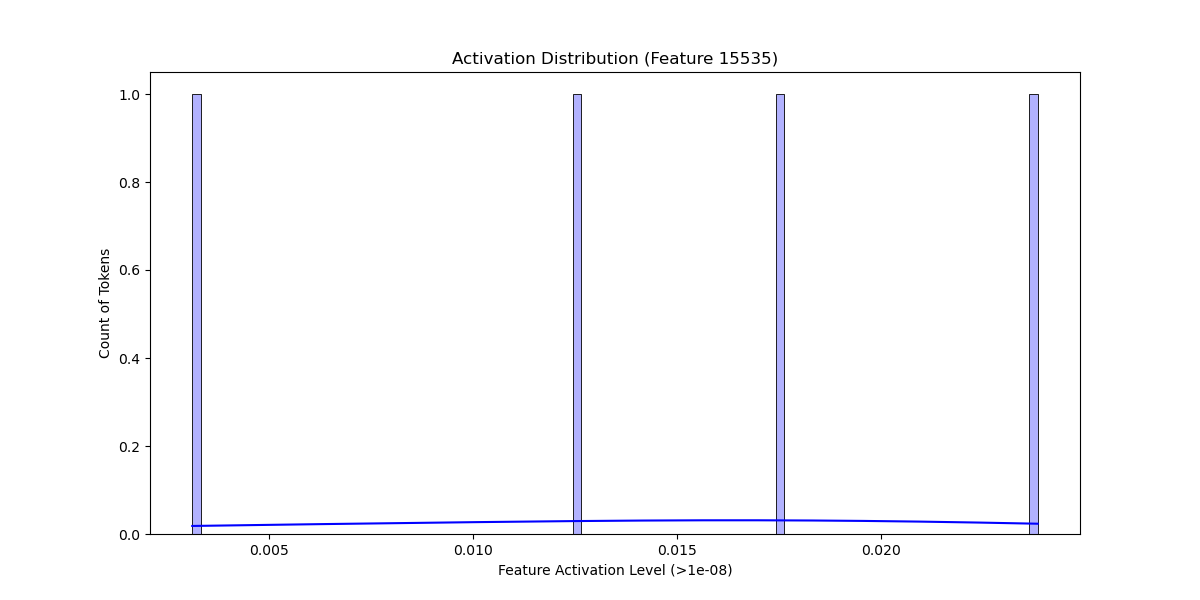 Activation Distribution (Feature 15535)
1.0
0.8
0.6
0.4
0.2
0.0
Count of Tokens
0.005 0.010 0.015 0.020
Feature Activation Level (>1e-08)